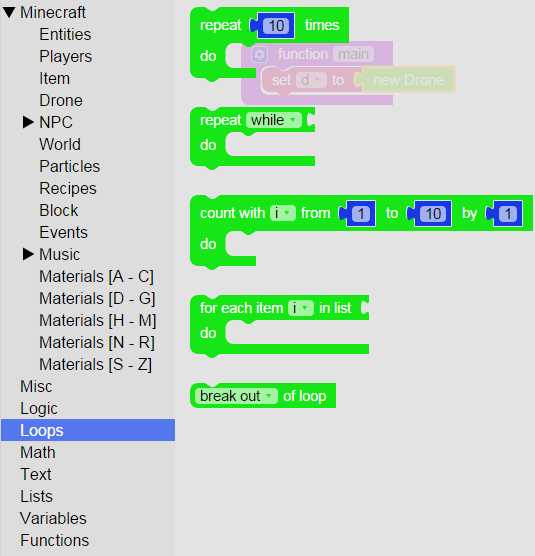 Minecraft
Entities
Players
Item
Drone
NPC
World
Particles
Recipes
Block
Events
Music
Materials [A - C]
Materials [D - G]
Materials [H - M]
Materials [N - R]
Materials [S - Z]
Misc
Logic
Loops
Math
Text
Lists
Variables
Functions
repeat 10 times
do
function main
set d to new Drone
repeat while
do
count with i from 1 to 10 by 1
do
for each item i in list
do
break out of loop